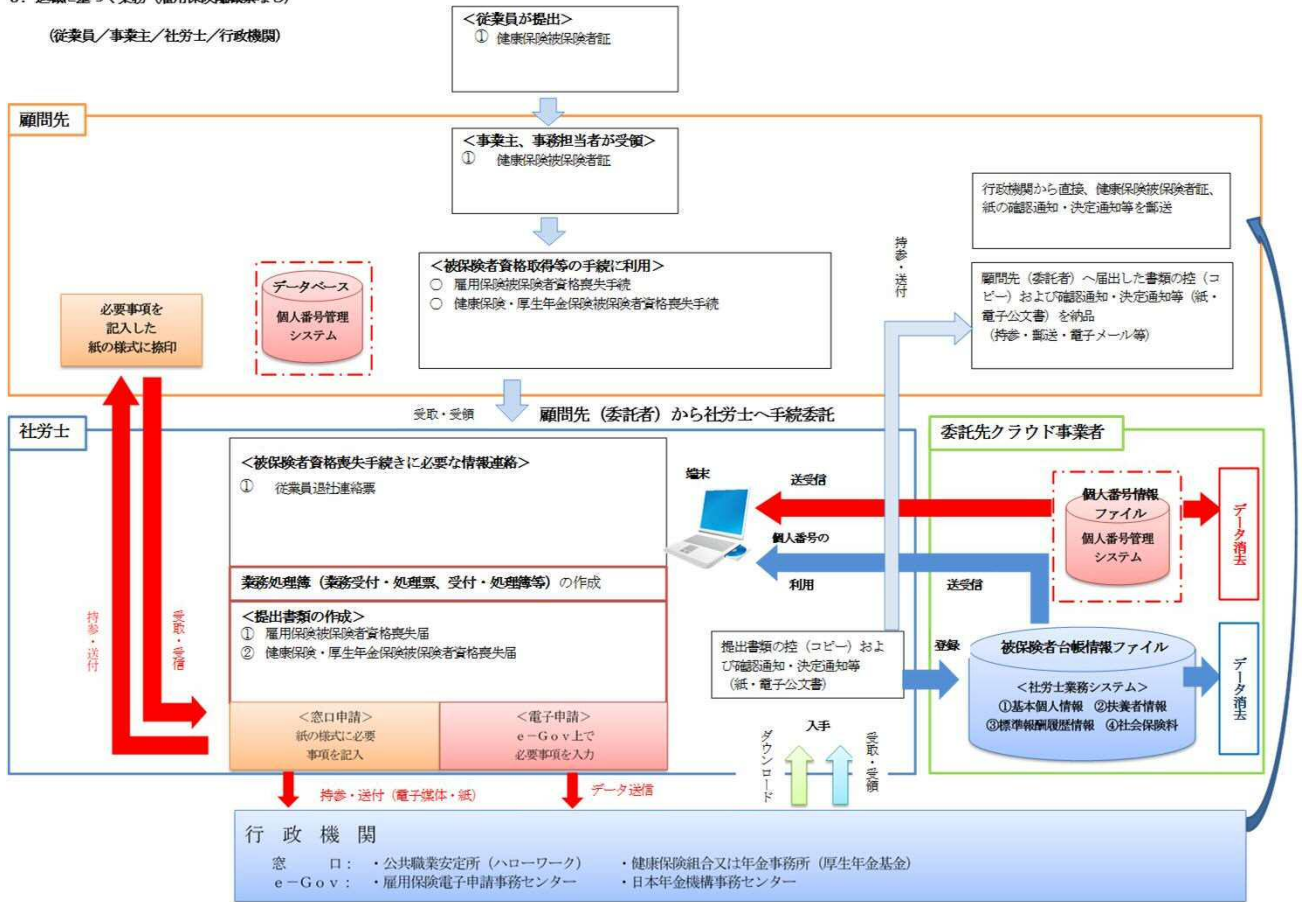 (従業員／事業主／社労士／行政機関)
＜従業員が提出＞
① 健康保険被保険者証
顧問先
＜事業主、事務担当者が受領＞
① 健康保険被保険者証
行政機関から直接、健康保険被保険者証、
紙の確認通知・決定通知等を郵送
持参・送付
＜被保険者資格取得等の手続に利用＞
○ 雇用保険被保険者資格喪失手続
○ 健康保険・厚生年金保険被保険者資格喪失手続
データベース
個人番号管理
システム
必要事項を
記入した
紙の様式に捺印
顧問先（委託者）へ届出した書類の控（コ
ピー）および確認通知・決定通知等（紙・
電子公文書）を納品
（持参・郵送・電子メール等）
受取・受領
顧問先（委託者）から社労士へ手続委託
社労士
＜被保険者資格喪失手続きに必要な情報連絡＞
① 従業員退社連絡票
端末
送受信
個人番号の
利用
送受信
委託先クラウド事業者
個人番号情報
ファイル
個人番号管理
システム
データ消去
業務処理簿（業務受付・処理票、受付・処理簿等）の作成
＜提出書類の作成＞
① 雇用保険被保険者資格喪失届
② 健康保険・厚生年金保険被保険者資格喪失届
持参・送付
受取・受信
提出書類の控（コピー）およ
び確認通知・決定通知等
（紙・電子公文書）
登録
被保険者台帳情報ファイル
＜社労士業務システム＞
①基本個人情報 ②扶養者情報
③標準報酬履歴情報 ④社会保険料
データ消去
＜窓口申請＞
紙の様式に必要
事項を記入
＜電子申請＞
ｅ－Ｇｏｖ上で
必要事項を入力
入手
ダウンロード
受取・受領
持参・送付（電子媒体・紙）
データ送信
行 政 機 関
窓 口： ・公共職業安定所（ハローワーク） ・健康保険組合又は年金事務所（厚生年金基金）
ｅ－Ｇｏｖ： ・雇用保険電子申請事務センター ・日本年金機構事務センター